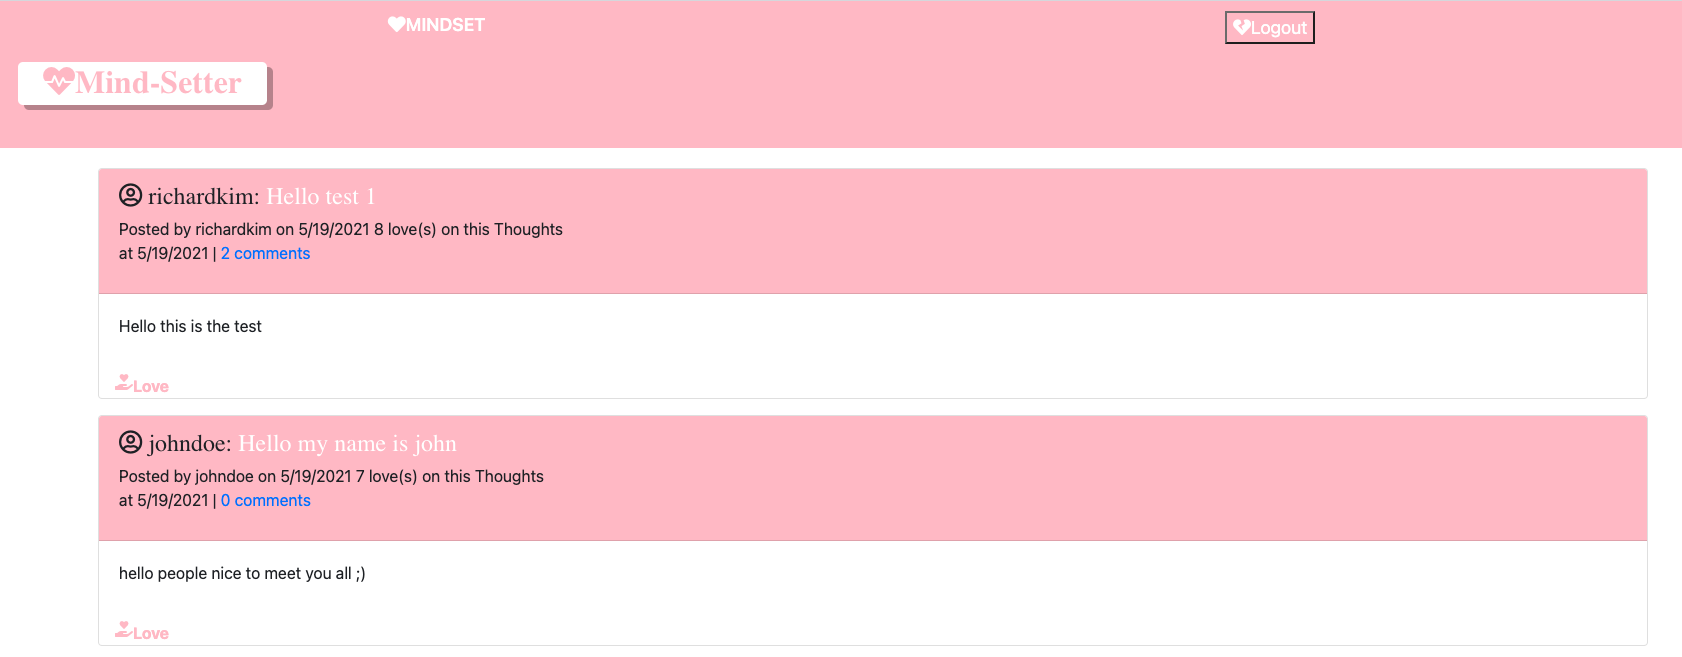 MINDSET
Logout
Mind-Setter
richardkim: Hello test 1
Posted by richardkim on 5/19/2021 8 love(s) on this Thoughts
at 5/19/2021 | 2 comments
Hello this is the test
Love
johndoe: Hello my name is john
Posted by johndoe on 5/19/2021 7 love(s) on this Thoughts
at 5/19/2021 | 0 comments
hello people nice to meet you all ;)
Love